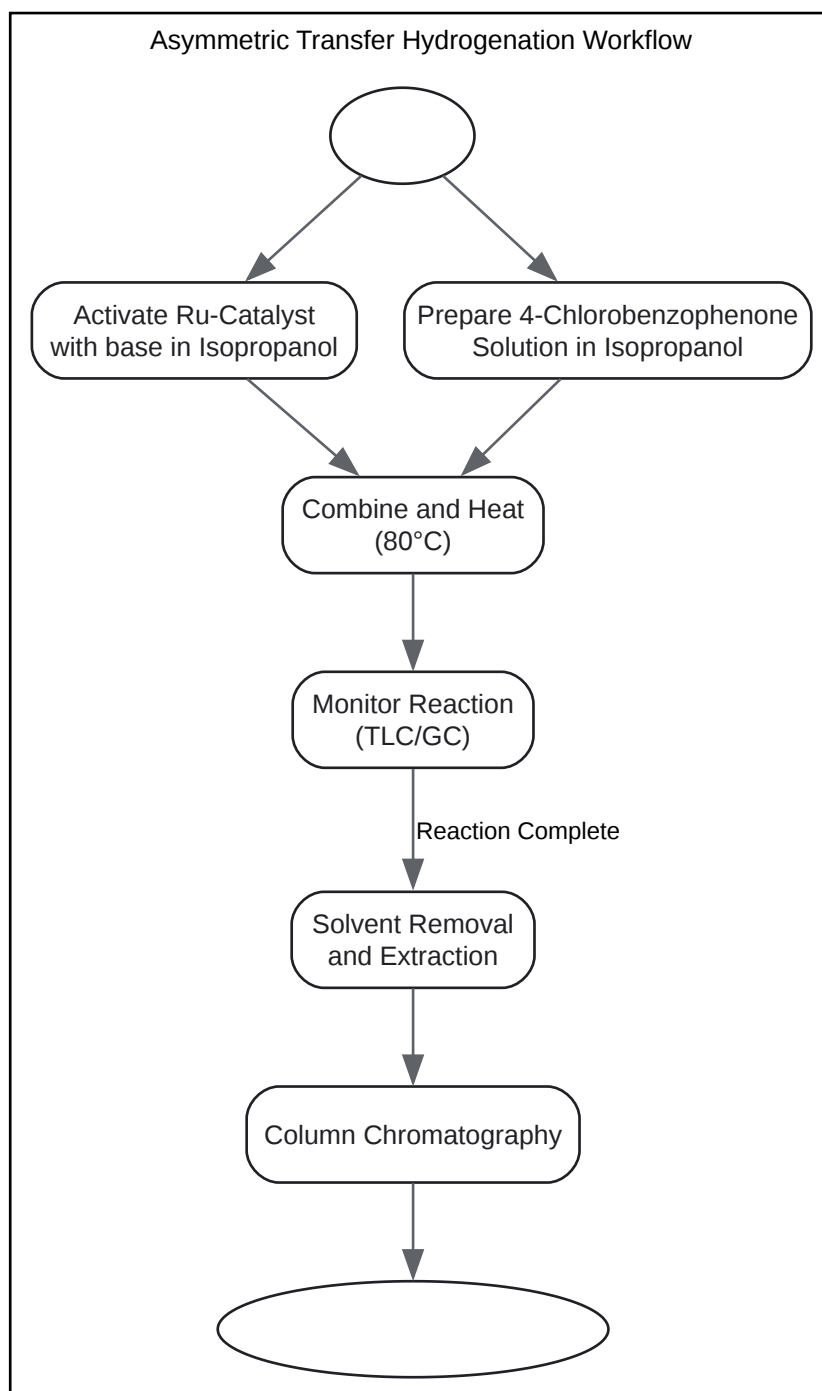 Asymmetric Transfer Hydrogenation Workflow
Activate Ru-Catalyst
with base in Isopropanol
Prepare 4-Chlorobenzophenone
Solution in Isopropanol
Combine and Heat
(80°C)
Monitor Reaction
(TLC/GC)
Reaction Complete
Solvent Removal
and Extraction
Column Chromatography